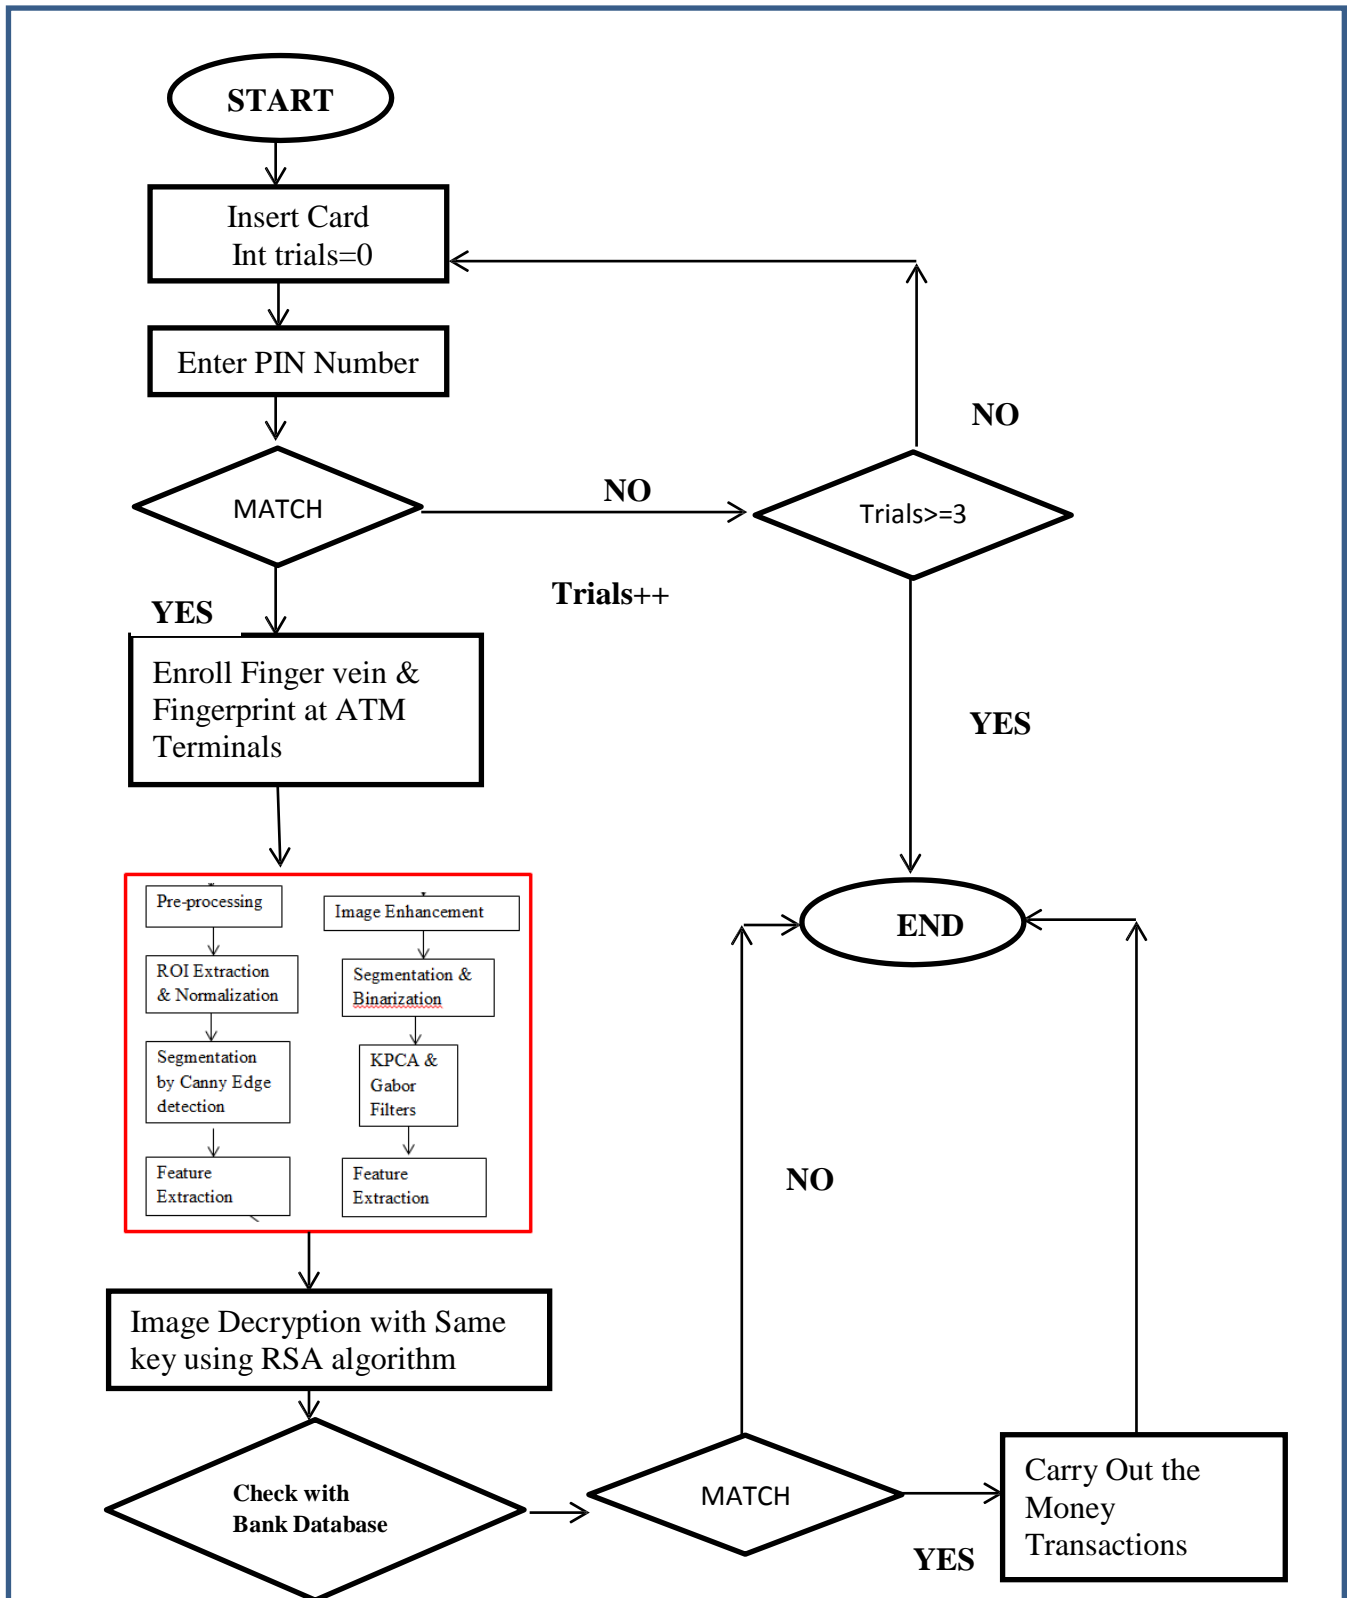 START
Insert Card
Int trials=0
Enter PIN Number
NO
MATCH
NO
Trials>=3
Trials++
YES
Enroll Finger vein &
Fingerprint at ATM
Terminals
YES
Pre-processing
ROI Extraction
& Normalization
Segmentation
by Canny Edge
detection
Feature
Extraction
Image Enhancement
Segmentation &
Binarization
KPCA &
Gabor
Filters
Feature
Extraction
END
NO
Image Decryption with Same
key using RSA algorithm
Check with
Bank Database
MATCH
YES
Carry Out the
Money
Transactions